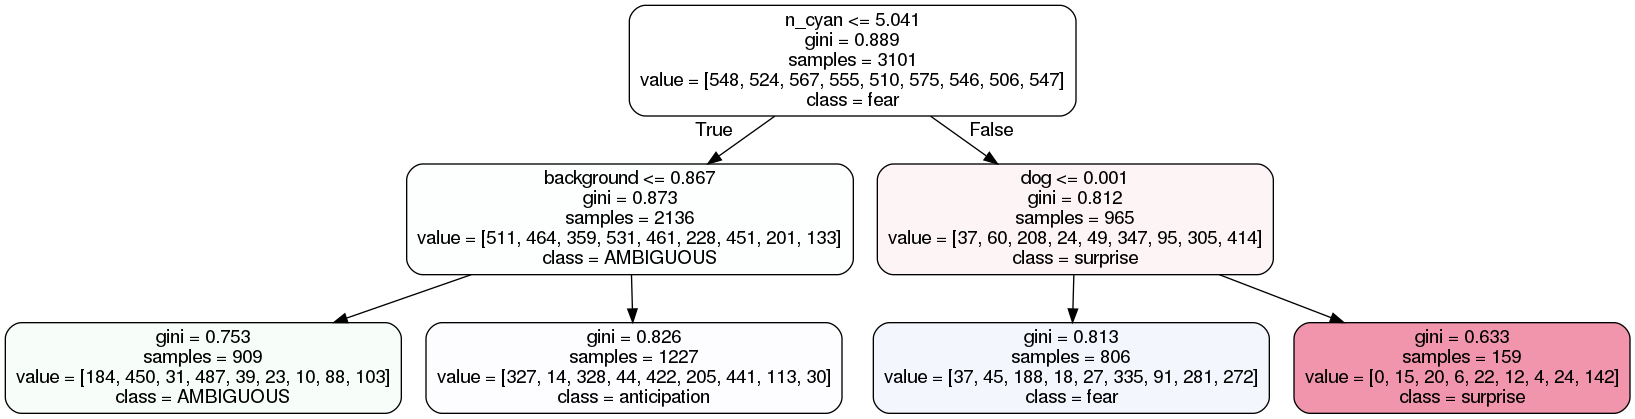 n_cyan <= 5.041
gini = 0.889
samples = 3101
value = [548, 524, 567, 555, 510, 575, 546, 506, 547]
class = fear
True
False
background <= 0.867
gini = 0.873
samples = 2136
value = [511, 464, 359, 531, 461, 228, 451, 201, 133]
class = AMBIGUOUS
dog <= 0.001
gini = 0.812
samples = 965
value = [37, 60, 208, 24, 49, 347, 95, 305, 414]
class = surprise
gini = 0.753
samples = 909
value = [184, 450, 31, 487, 39, 23, 10, 88, 103]
class = AMBIGUOUS
gini = 0.826
samples = 1227
value = [327, 14, 328, 44, 422, 205, 441, 113, 30]
class = anticipation
gini = 0.813
samples = 806
value = [37, 45, 188, 18, 27, 335, 91, 281, 272]
class = fear
gini = 0.633
samples = 159
value = [0, 15, 20, 6, 22, 12, 4, 24, 142]
class = surprise